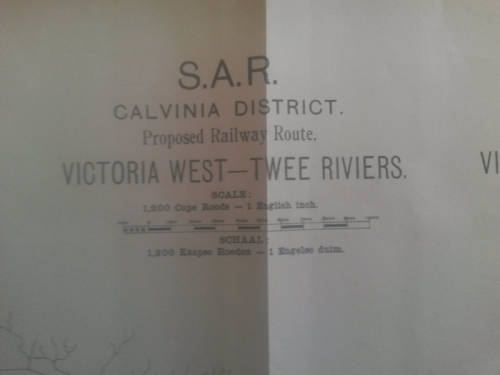 S.A.R.
CALVINIA DISTRICT.
Proposed Railway Route.
VICTORIA WEST—TWEE RIVIERS.
VI
SCALE:
1,200 Cape Roods — 1 English inch.
SCHAAL:
1,200 Kaapse Roeden — 1 Engelse duim.